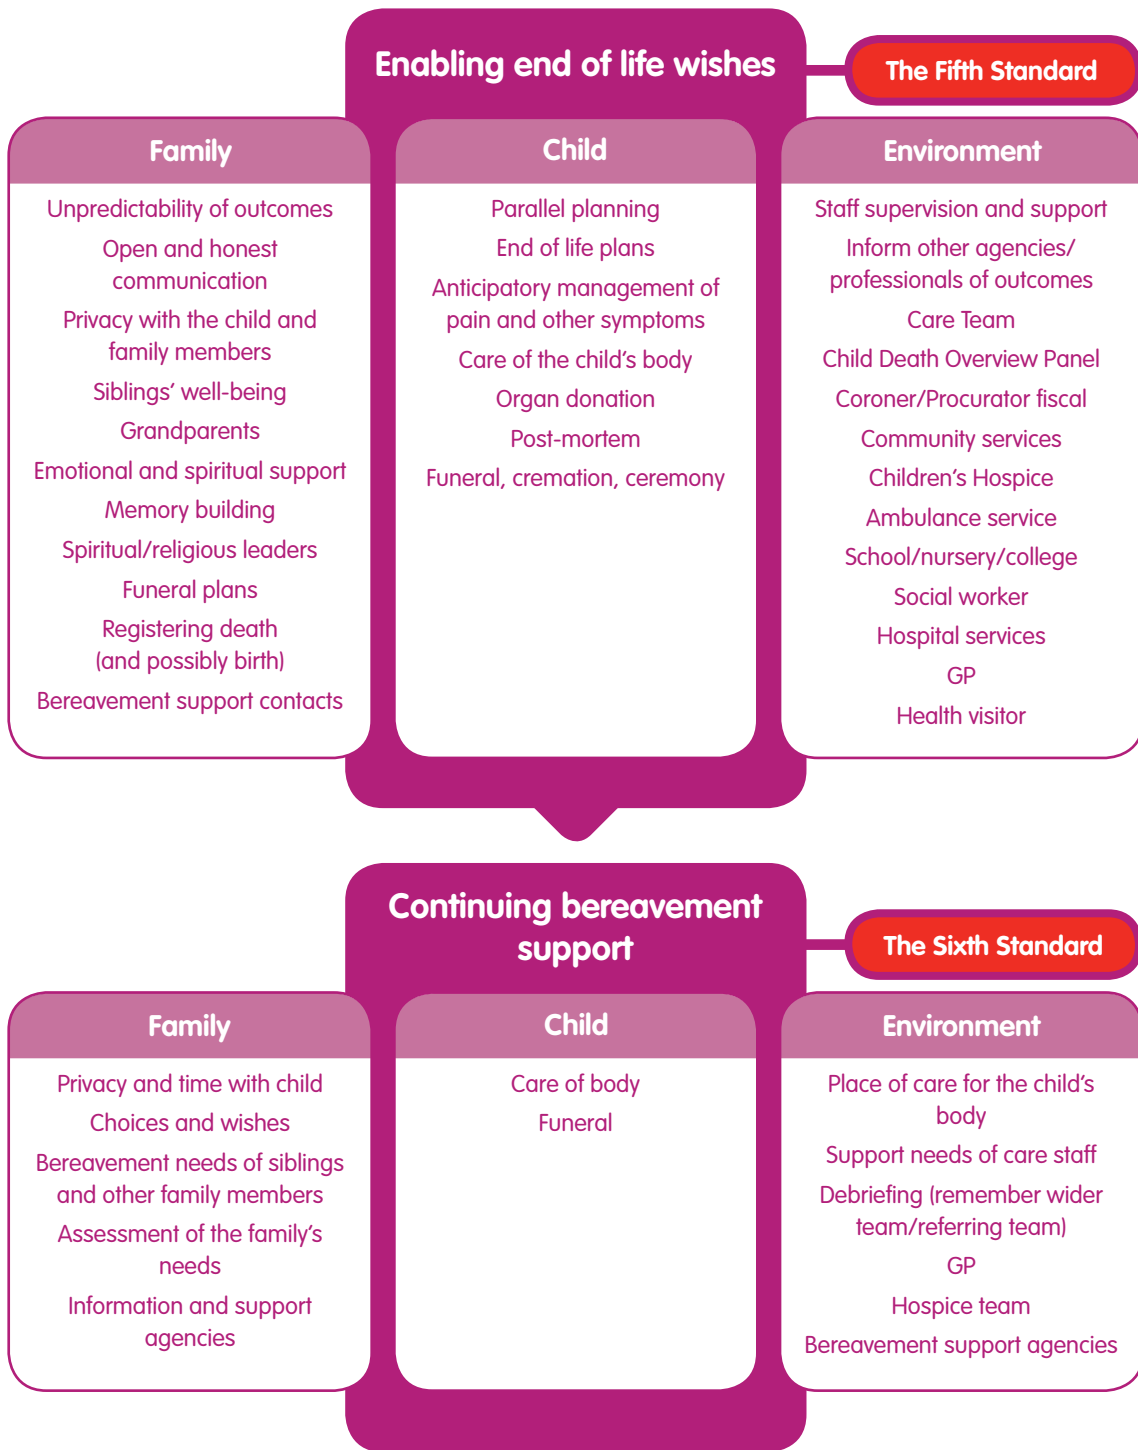 Enabling end of life wishes
The Fifth Standard
Family
Unpredictability of outcomes
Open and honest
communication
Privacy with the child and
family members
Siblings’ well-being
Grandparents
Emotional and spiritual support
Memory building
Spiritual/religious leaders
Funeral plans
Registering death
(and possibly birth)
Bereavement support contacts
Child
Parallel planning
End of life plans
Anticipatory management of
pain and other symptoms
Care of the child’s body
Organ donation
Post-mortem
Funeral, cremation, ceremony
Environment
Staff supervision and support
Inform other agencies/
professionals of outcomes
Care Team
Child Death Overview Panel
Coroner/Procurator fiscal
Community services
Children’s Hospice
Ambulance service
School/nursery/college
Social worker
Hospital services
GP
Health visitor
Continuing bereavement
support
The Sixth Standard
Family
Privacy and time with child
Choices and wishes
Bereavement needs of siblings
and other family members
Assessment of the family’s
needs
Information and support
agencies
Child
Care of body
Funeral
Environment
Place of care for the child’s
body
Support needs of care staff
Debriefing (remember wider
team/referring team)
GP
Hospice team
Bereavement support agencies